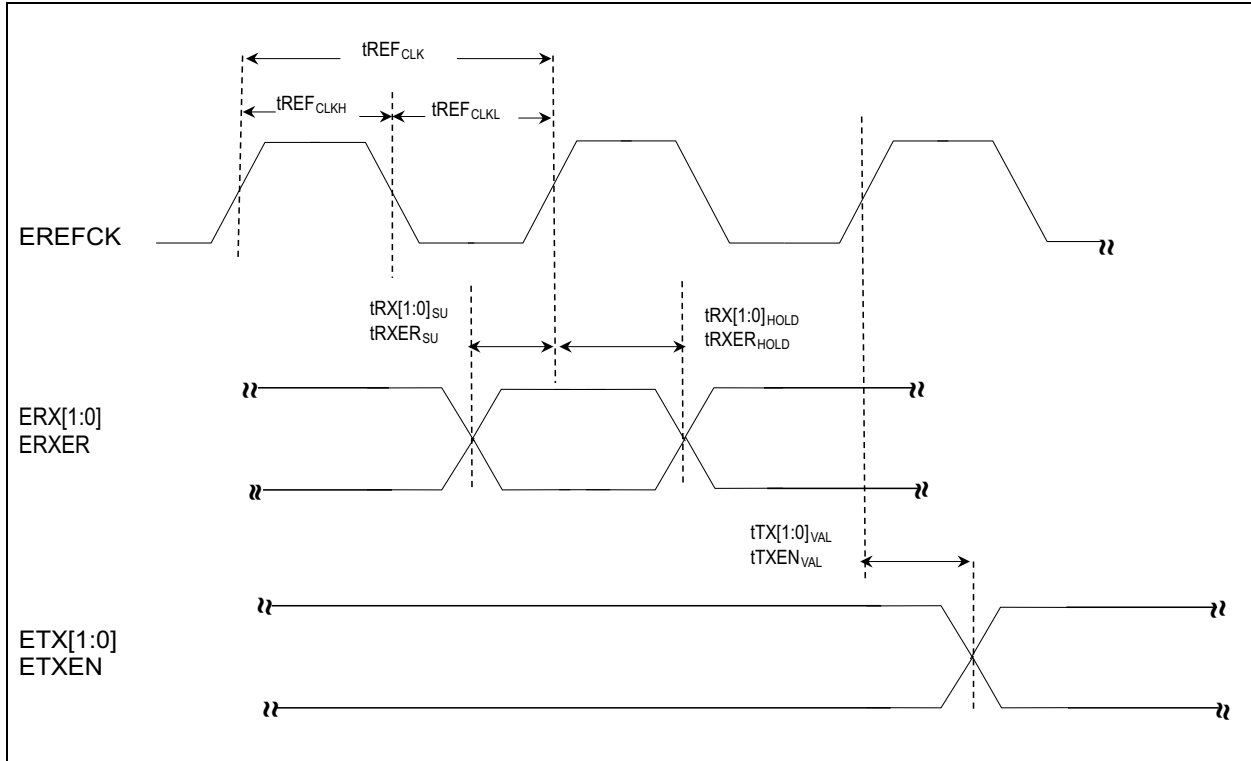 tREFCLK
tREFCLKH
tREFCLKL
EREFCK
tRX[1:0]SU
tRXERSU
tRX[1:0]HOLD
tRXERHOLD
ERX[1:0]
ERXER
tTX[1:0]VAL
tTXENVAL
ETX[1:0]
ETXEN